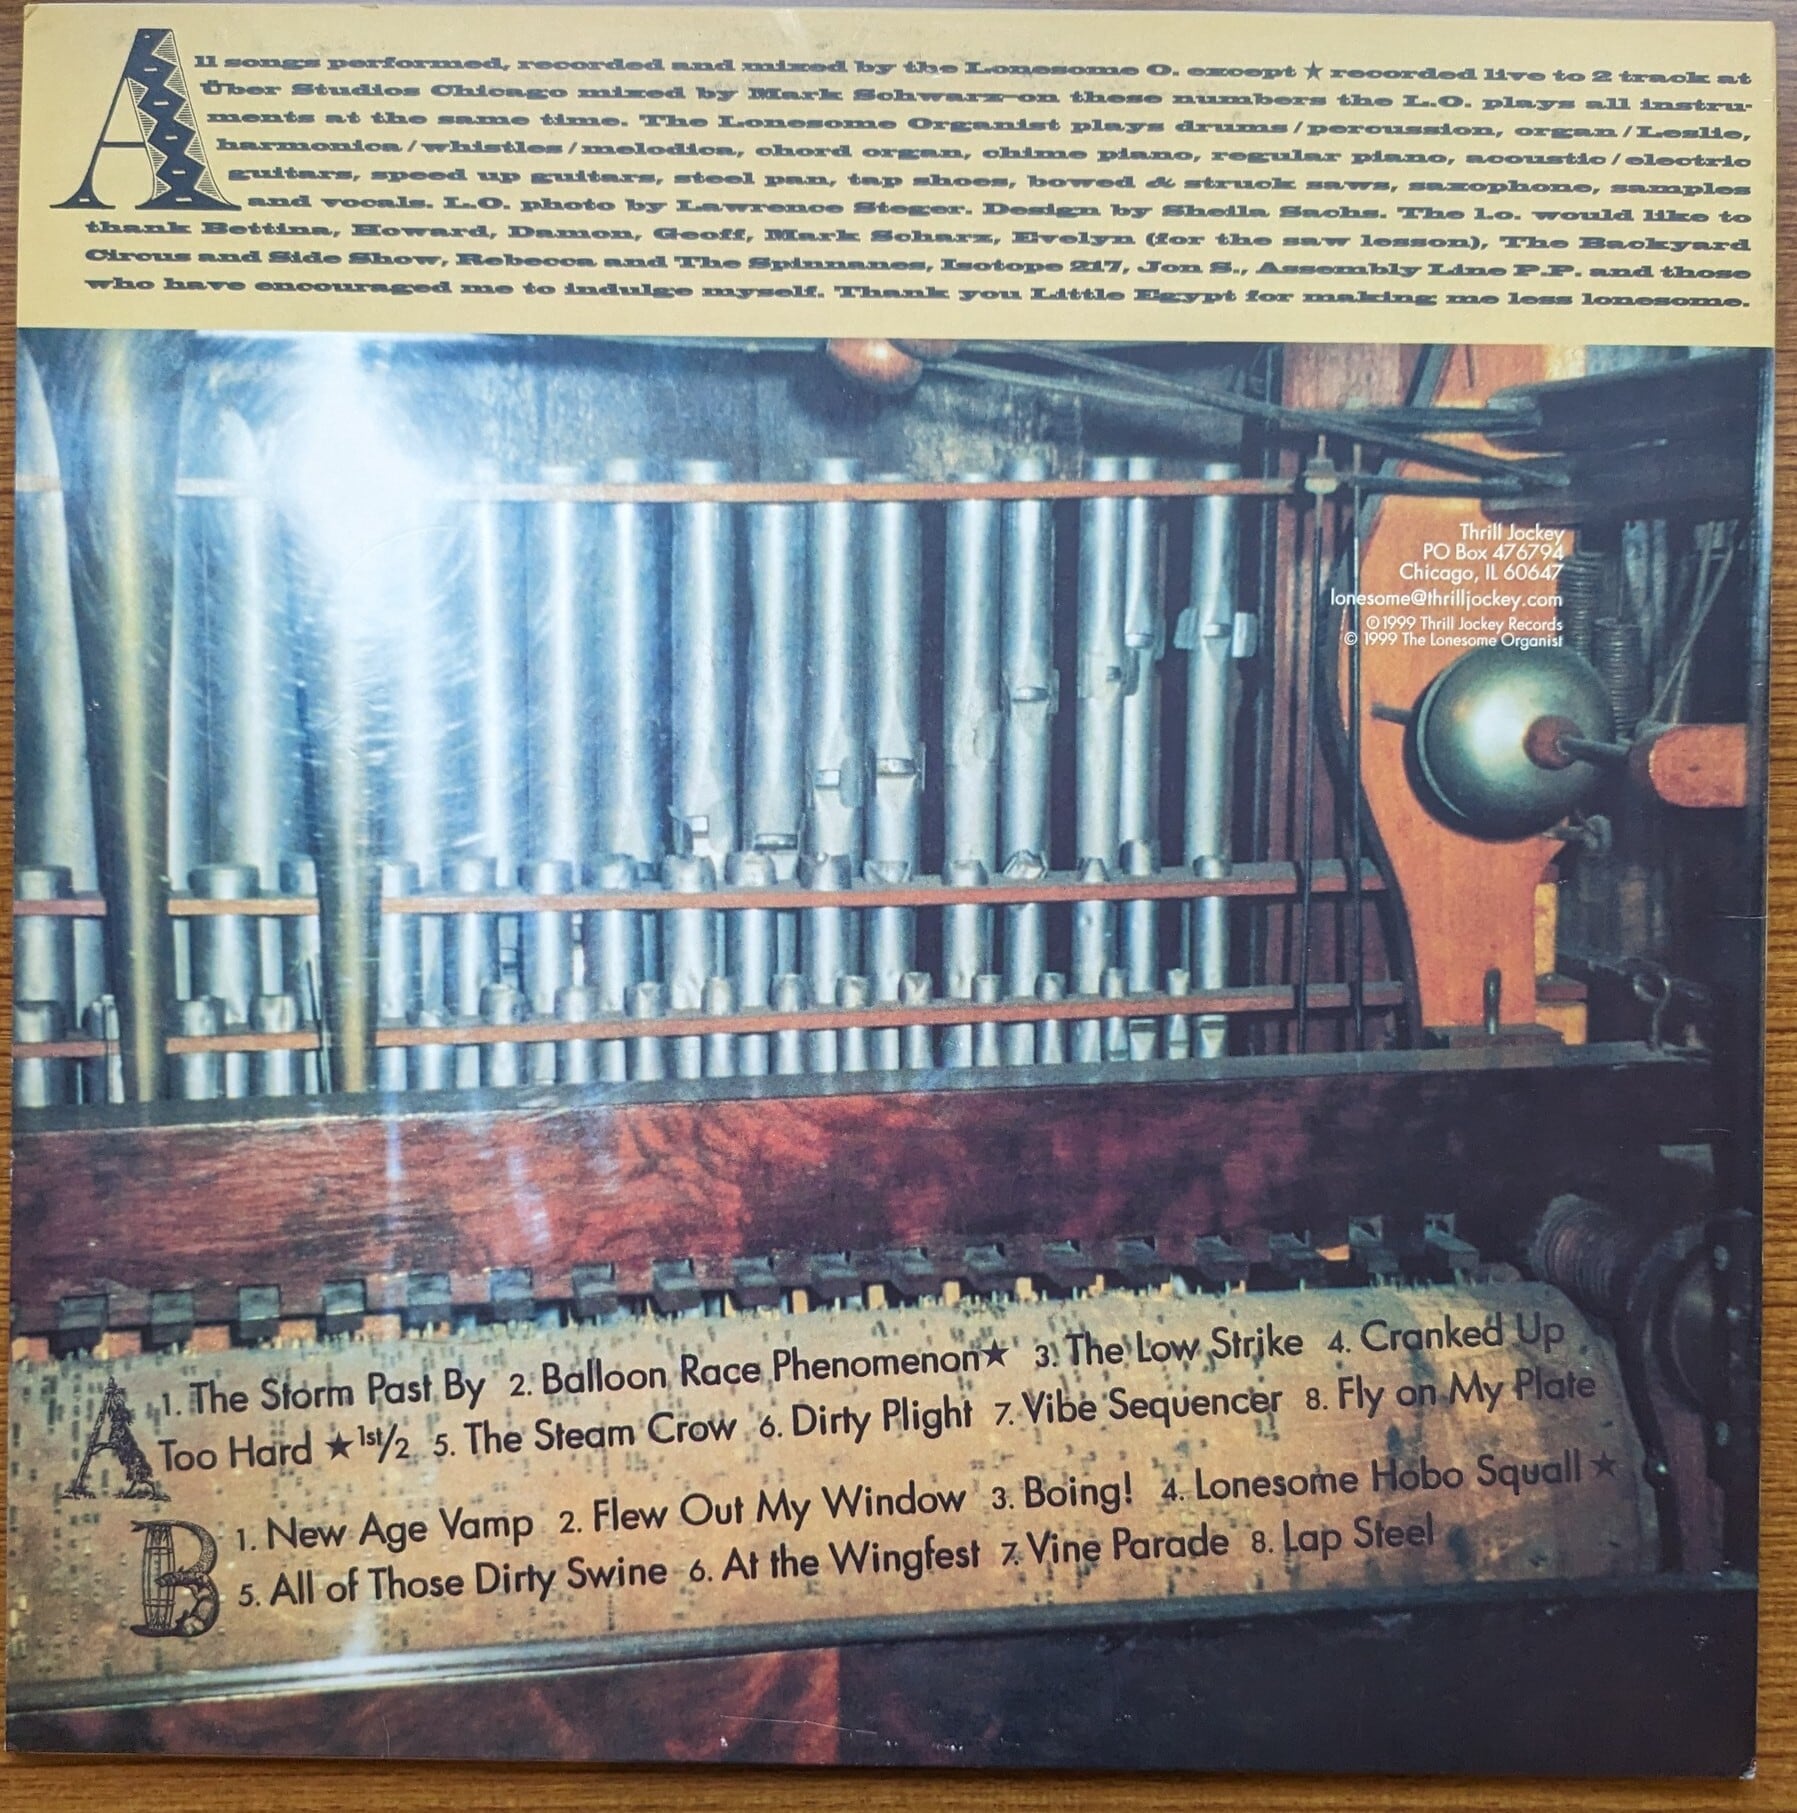 All songs performed, recorded and mixed by the Lonesome O. except ★ recorded live to 2 track at
Über Studios Chicago mixed by Mark Schwarz-on these numbers the L.O. plays all instru-
ments at the same time. The Lonesome Organist plays drums/percussion, organ/Leslie,
harmonica/whistles/melodica, chord organ, chime piano, regular piano, acoustic/electric
guitars, speed up guitars, steel pan, tap shoes, bowed & struck saws, saxophone, samples
and vocals. L.O. photo by Lawrence Steger. Design by Sheila Sachs. The l.o. would like to
thank Bettina, Howard, Damon, Geoff, Mark Scharz, Evelyn (for the saw lesson), The Backyard
Circus and Side Show, Rebecca and The Spinnanes, Isotope 217, Jon S., Assembly Line P.P. and those
who have encouraged me to indulge myself. Thank you Little Egypt for making me less lonesome.
Thrill Jockey
PO Box 476794
Chicago, IL 60647
lonesome@thrilljockey.com
℗1999 Thrill Jockey Records
© 1999 The Lonesome Organist
A 1. The Storm Past By 2. Balloon Race Phenomenon★ 3. The Low Strike 4. Cranked Up
Too Hard ★1st/2 5. The Steam Crow 6. Dirty Plight 7. Vibe Sequencer 8. Fly on My Plate
B 1. New Age Vamp 2. Flew Out My Window 3. Boing! 4. Lonesome Hobo Squall★
5. All of Those Dirty Swine 6. At the Wingfest 7. Vine Parade 8. Lap Steel